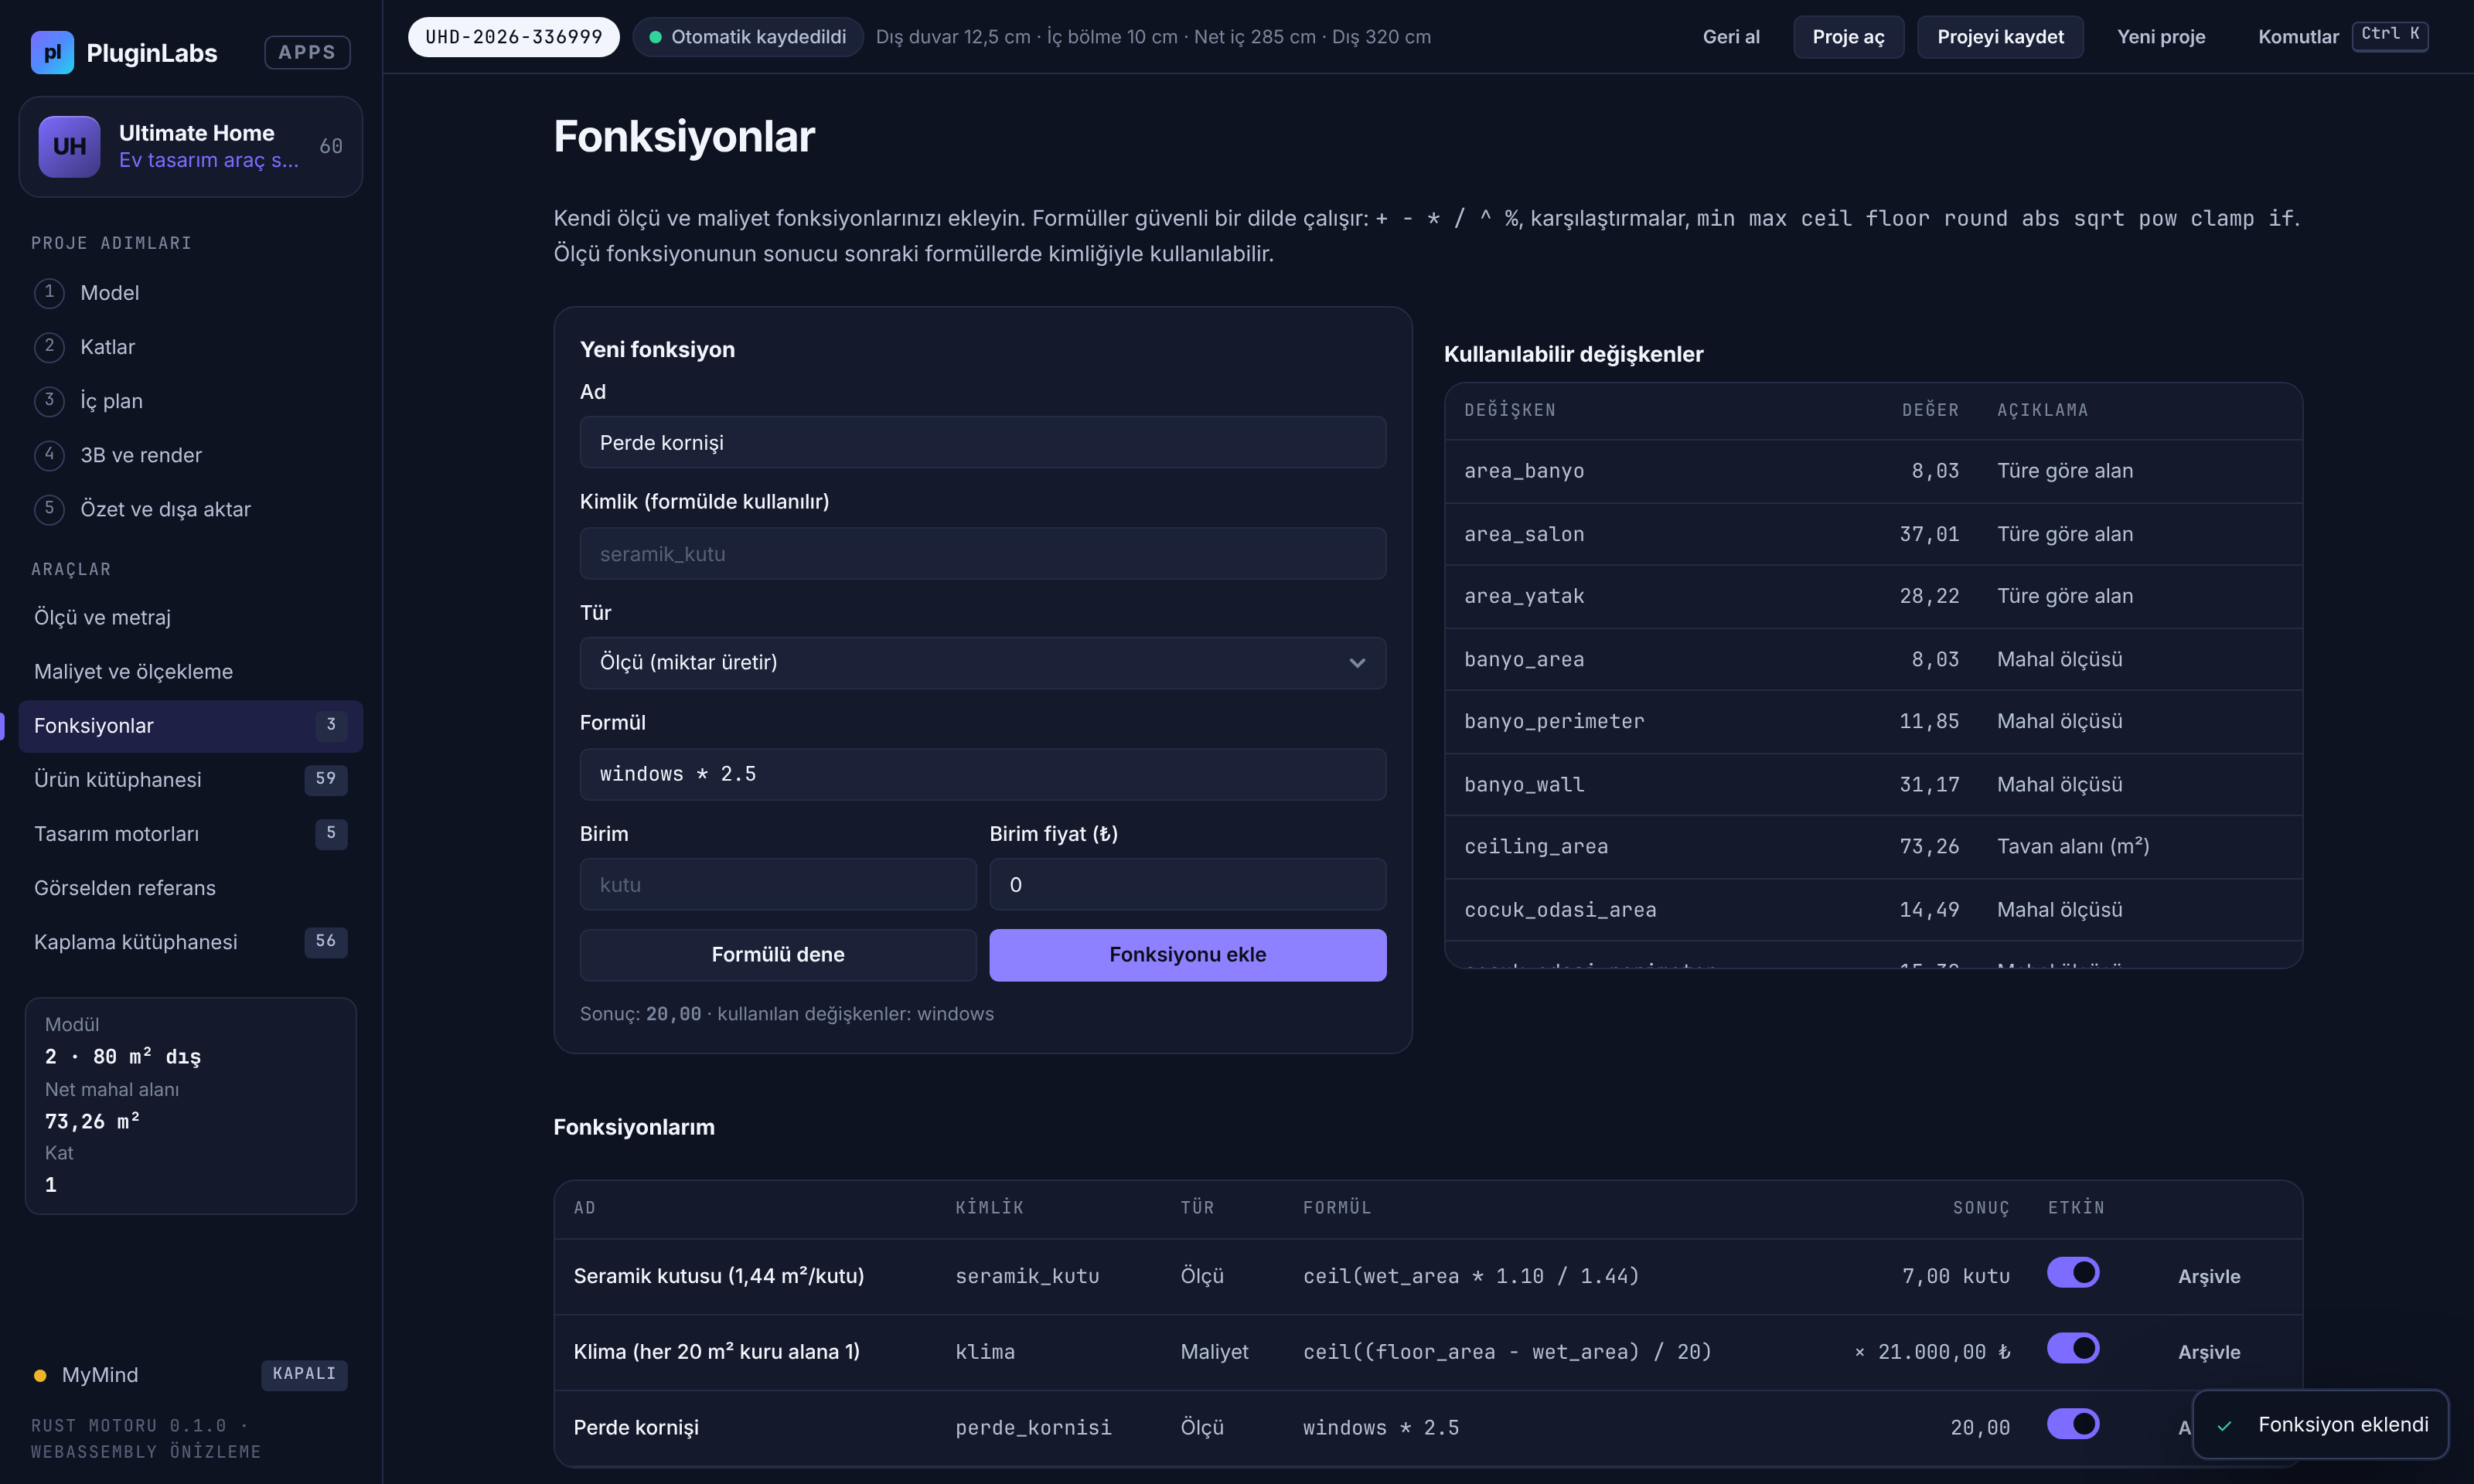 pl PluginLabs APPS
UH Ultimate Home 60
Ev tasarım araç s...
PROJE ADIMLARI
1 Model
2 Katlar
3 İç plan
4 3B ve render
5 Özet ve dışa aktar
ARAÇLAR
Ölçü ve metraj
Maliyet ve ölçekleme
Fonksiyonlar 3
Ürün kütüphanesi 59
Tasarım motorları 5
Görselden referans
Kaplama kütüphanesi 56
Modül
2 · 80 m² dış
Net mahal alanı
73,26 m²
Kat
1
MyMind KAPALI
RUST MOTORU 0.1.0 ·
WEBASSEMBLY ÖNİZLEME
UHD-2026-336999 Otomatik kaydedildi Dış duvar 12,5 cm · İç bölme 10 cm · Net iç 285 cm · Dış 320 cm Geri al Proje aç Projeyi kaydet Yeni proje Komutlar Ctrl K
Fonksiyonlar
Kendi ölçü ve maliyet fonksiyonlarınızı ekleyin. Formüller güvenli bir dilde çalışır: + - * / ^ %, karşılaştırmalar, min max ceil floor round abs sqrt pow clamp if.
Ölçü fonksiyonunun sonucu sonraki formüllerde kimliğiyle kullanılabilir.
Yeni fonksiyon
Ad
Perde kornişi
Kimlik (formülde kullanılır)
seramik_kutu
Tür
Ölçü (miktar üretir)
Formül
windows * 2.5
Birim Birim fiyat (₺)
kutu 0
Formülü dene Fonksiyonu ekle
Sonuç: 20,00 · kullanılan değişkenler: windows
Kullanılabilir değişkenler
DEĞİŞKEN DEĞER AÇIKLAMA
area_banyo 8,03 Türe göre alan
area_salon 37,01 Türe göre alan
area_yatak 28,22 Türe göre alan
banyo_area 8,03 Mahal ölçüsü
banyo_perimeter 11,85 Mahal ölçüsü
banyo_wall 31,17 Mahal ölçüsü
ceiling_area 73,26 Tavan alanı (m²)
cocuk_odasi_area 14,49 Mahal ölçüsü
Fonksiyonlarım
AD KİMLİK TÜR FORMÜL SONUÇ ETKİN
Seramik kutusu (1,44 m²/kutu) seramik_kutu Ölçü ceil(wet_area * 1.10 / 1.44) 7,00 kutu Arşivle
Klima (her 20 m² kuru alana 1) klima Maliyet ceil((floor_area - wet_area) / 20) × 21.000,00 ₺ Arşivle
Perde kornişi perde_kornisi Ölçü windows * 2.5 20,00
Fonksiyon eklendi